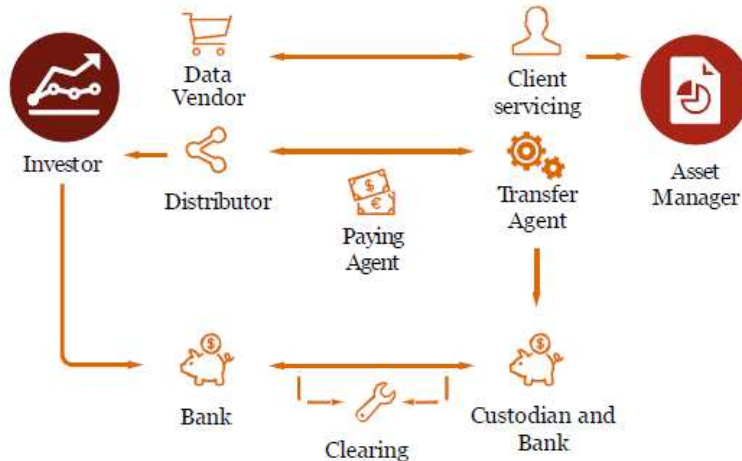 Data
Vendor
Client
servicing
Investor
Distributor
Paying
Agent
Transfer
Agent
Asset
Manager
Bank
Clearing
Custodian and
Bank
$
€
$
$